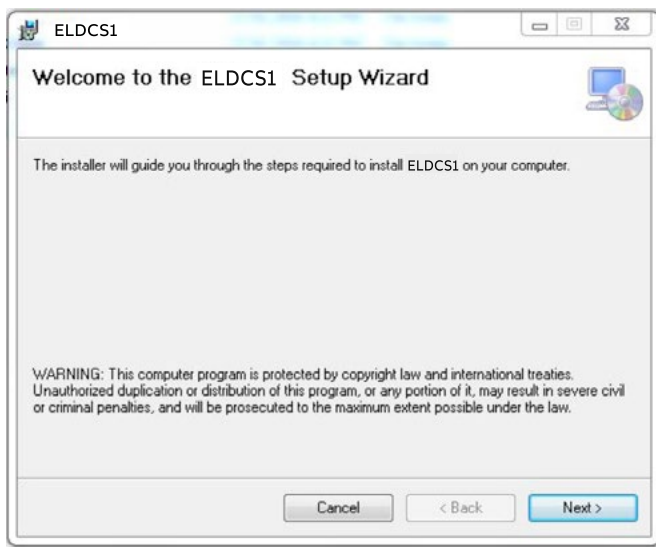 ELDCS1
Welcome to the ELDCS1 Setup Wizard
The installer will guide you through the steps required to install ELDCS1 on your computer.
WARNING: This computer program is protected by copyright law and international treaties.
Unauthorized duplication or distribution of this program, or any portion of it, may result in severe civil
or criminal penalties, and will be prosecuted to the maximum extent possible under the law.
Cancel
< Back
Next >